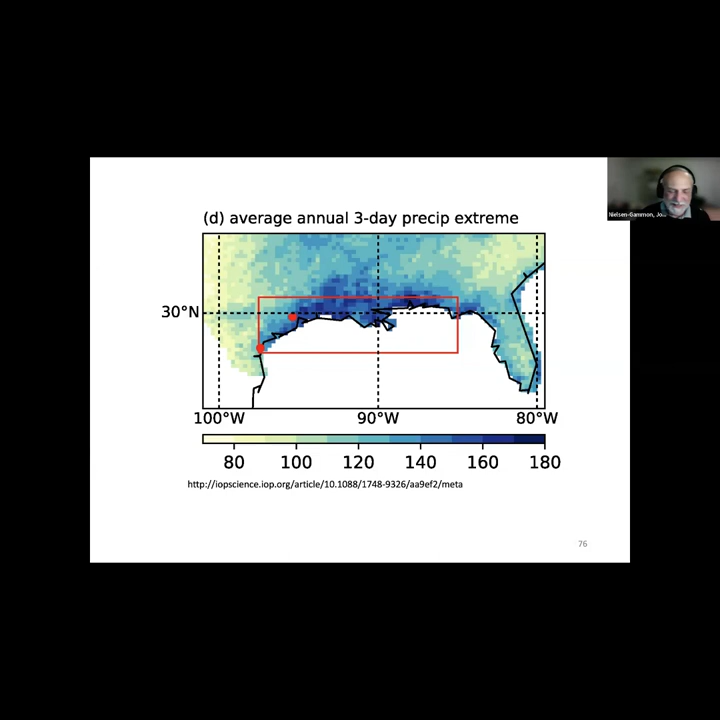 (d) average annual 3-day precip extreme
Nielsen-Gammon, Jo...
30°N
100°W 90°W 80°W
80 100 120 140 160 180
http://iopscience.iop.org/article/10.1088/1748-9326/aa9ef2/meta
76